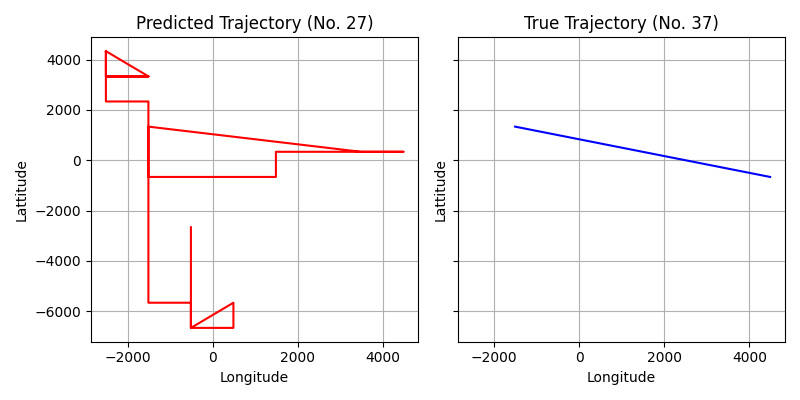 Predicted Trajectory (No. 27)
True Trajectory (No. 37)
4000
2000
0
−2000
−4000
−6000
Lattitude
Lattitude
−2000 0 2000 4000
−2000 0 2000 4000
Longitude
Longitude